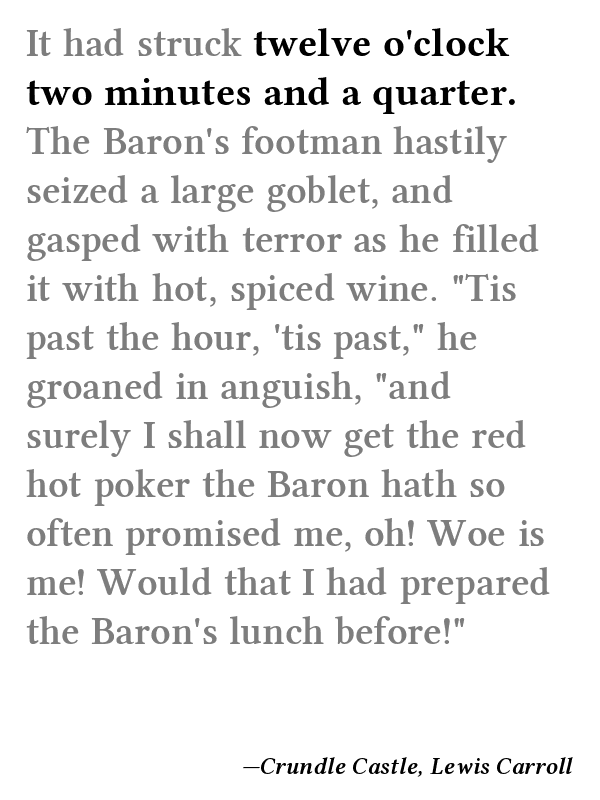 It had struck twelve o'clock
two minutes and a quarter.
The Baron's footman hastily
seized a large goblet, and
gasped with terror as he filled
it with hot, spiced wine. "Tis
past the hour, 'tis past," he
groaned in anguish, "and
surely I shall now get the red
hot poker the Baron hath so
often promised me, oh! Woe is
me! Would that I had prepared
the Baron's lunch before!"
—Crundle Castle, Lewis Carroll